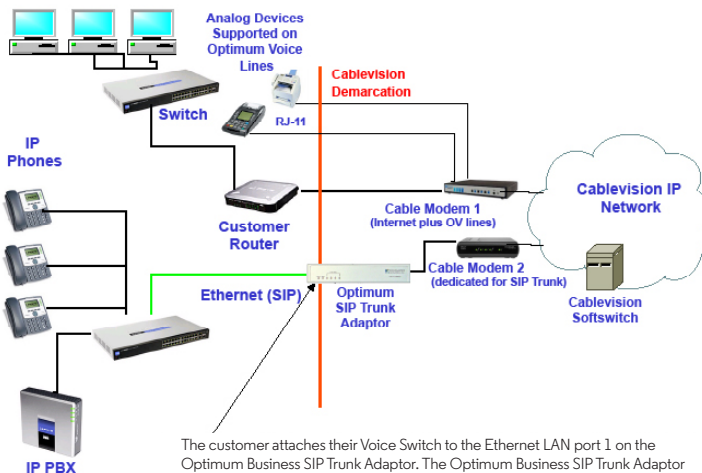 Analog Devices
Supported on
Optimum Voice
Lines
Cablevision
Demarcation
Switch
RJ-11
IP
Phones
Customer
Router
Cable Modem 1
(Internet plus OV lines)
Cablevision IP
Network
Ethernet (SIP)
Optimum
SIP Trunk
Adaptor
Cable Modem 2
(dedicated for SIP Trunk)
Cablevision
Softswitch
IP PBX
The customer attaches their Voice Switch to the Ethernet LAN port 1 on the
Optimum Business SIP Trunk Adaptor. The Optimum Business SIP Trunk Adaptor